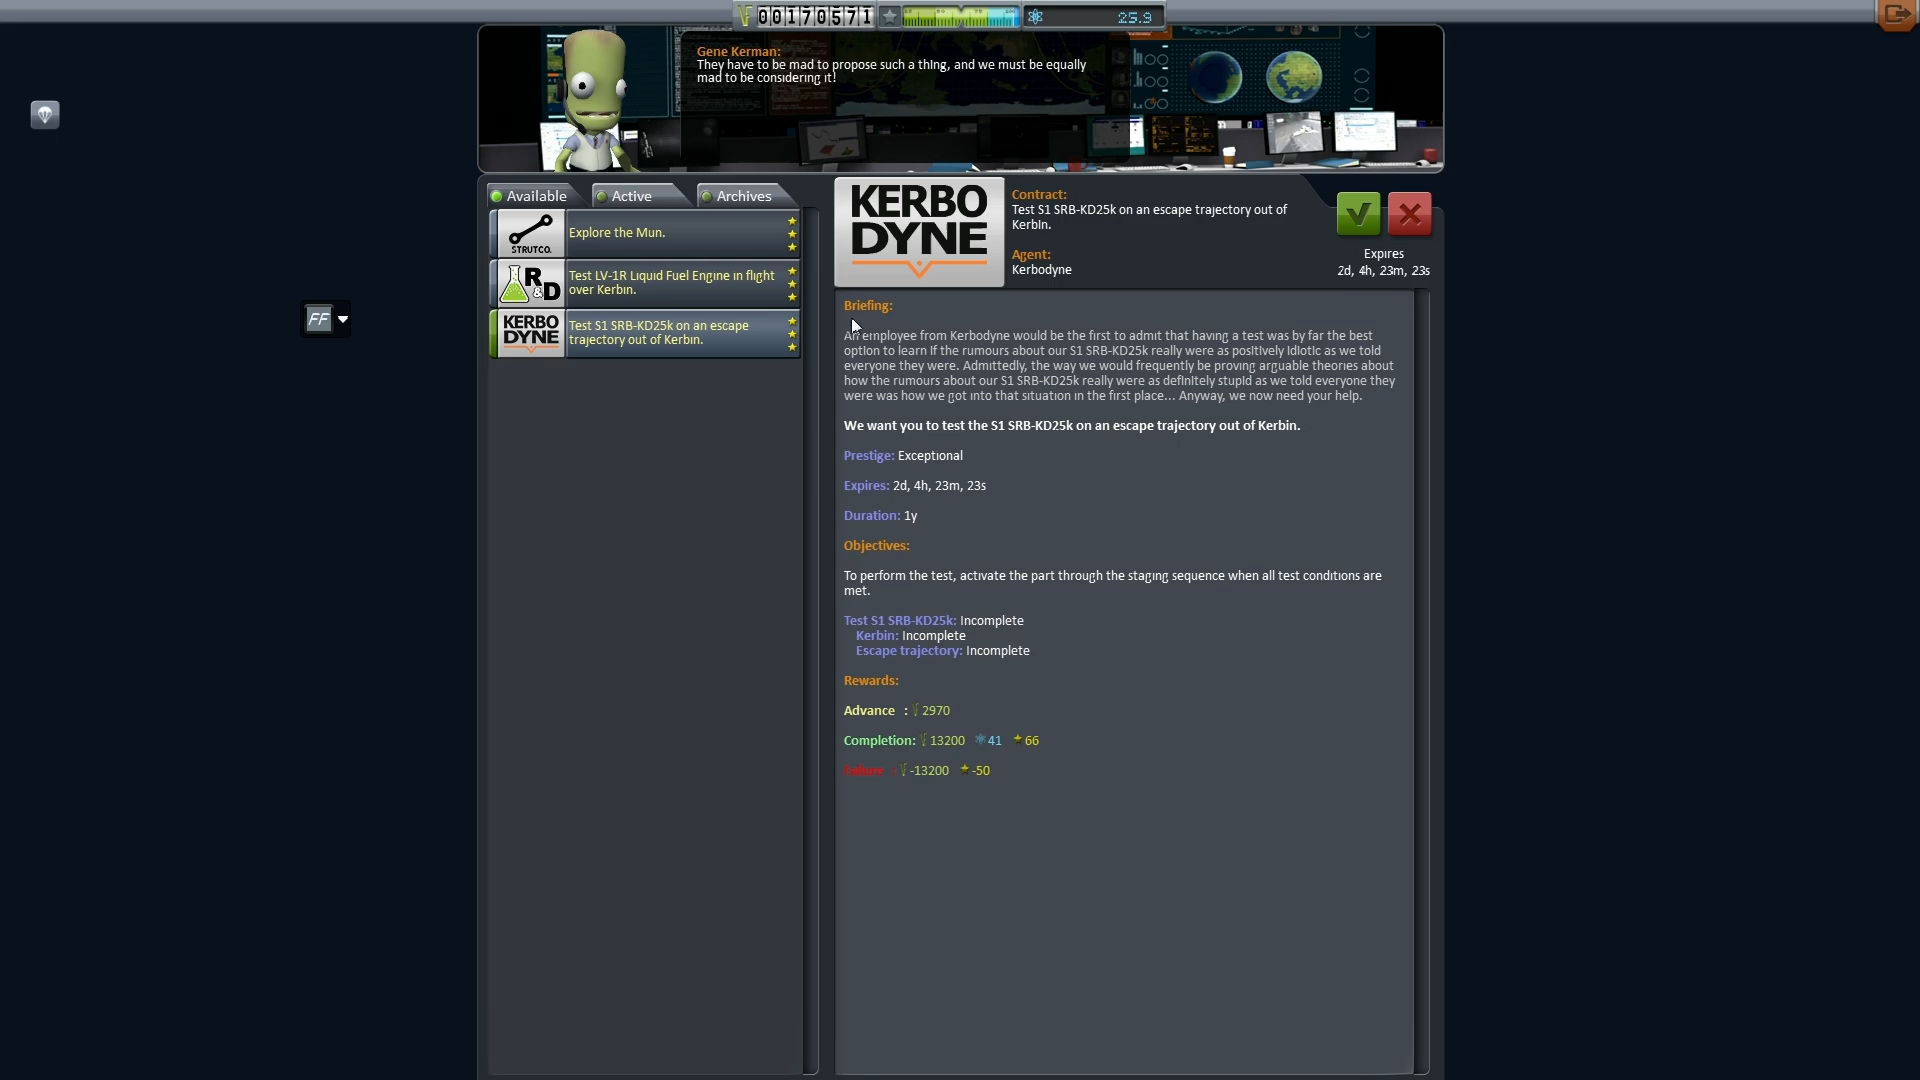 00170571
25.9
Gene Kerman:
They have to be mad to propose such a thing, and we must be equally
mad to be considering it!
FF
Available
Active
Archives
STRUTCO.
Explore the Mun.
R&D
Test LV-1R Liquid Fuel Engine in flight
over Kerbin.
KERBO
DYNE
Test S1 SRB-KD25k on an escape
trajectory out of Kerbin.
KERBO
DYNE
Contract:
Test S1 SRB-KD25k on an escape trajectory out of
Kerbin.
Agent:
Kerbodyne
Expires
2d, 4h, 23m, 23s
Briefing:
An employee from Kerbodyne would be the first to admit that having a test was by far the best
option to learn if the rumours about our S1 SRB-KD25k really were as positively idiotic as we told
everyone they were. Admittedly, the way we would frequently be proving arguable theories about
how the rumours about our S1 SRB-KD25k really were as definitely stupid as we told everyone they
were was how we got into that situation in the first place... Anyway, we now need your help.
We want you to test the S1 SRB-KD25k on an escape trajectory out of Kerbin.
Prestige: Exceptional
Expires: 2d, 4h, 23m, 23s
Duration: 1y
Objectives:
To perform the test, activate the part through the staging sequence when all test conditions are
met.
Test S1 SRB-KD25k: Incomplete
Kerbin: Incomplete
Escape trajectory: Incomplete
Rewards:
Advance : 2970
Completion: 13200 41 66
Failure : -13200 -50